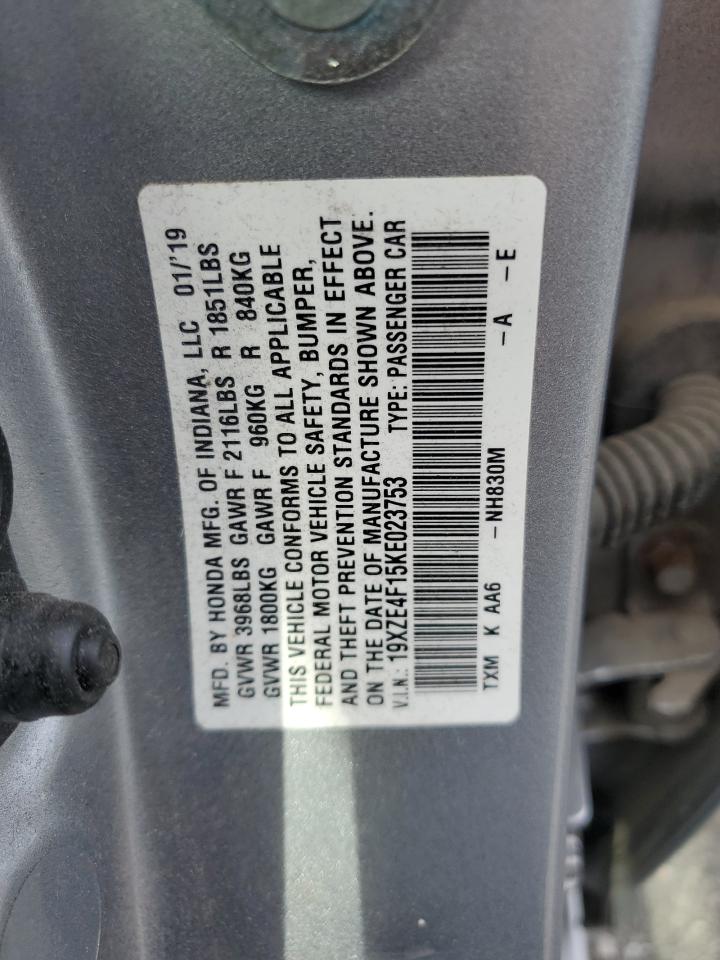 MFD. BY HONDA MFG. OF INDIANA, LLC 01/'19
GVWR 3968LBS GAWR F 2116LBS R 1851LBS
GVWR 1800KG GAWR F 960KG R 840KG
THIS VEHICLE CONFORMS TO ALL APPLICABLE
FEDERAL MOTOR VEHICLE SAFETY, BUMPER,
AND THEFT PREVENTION STANDARDS IN EFFECT
ON THE DATE OF MANUFACTURE SHOWN ABOVE.
V.I.N.: 19XZE4F15KE023753 TYPE: PASSENGER CAR
TXM K AA6 - NH830M - A - E